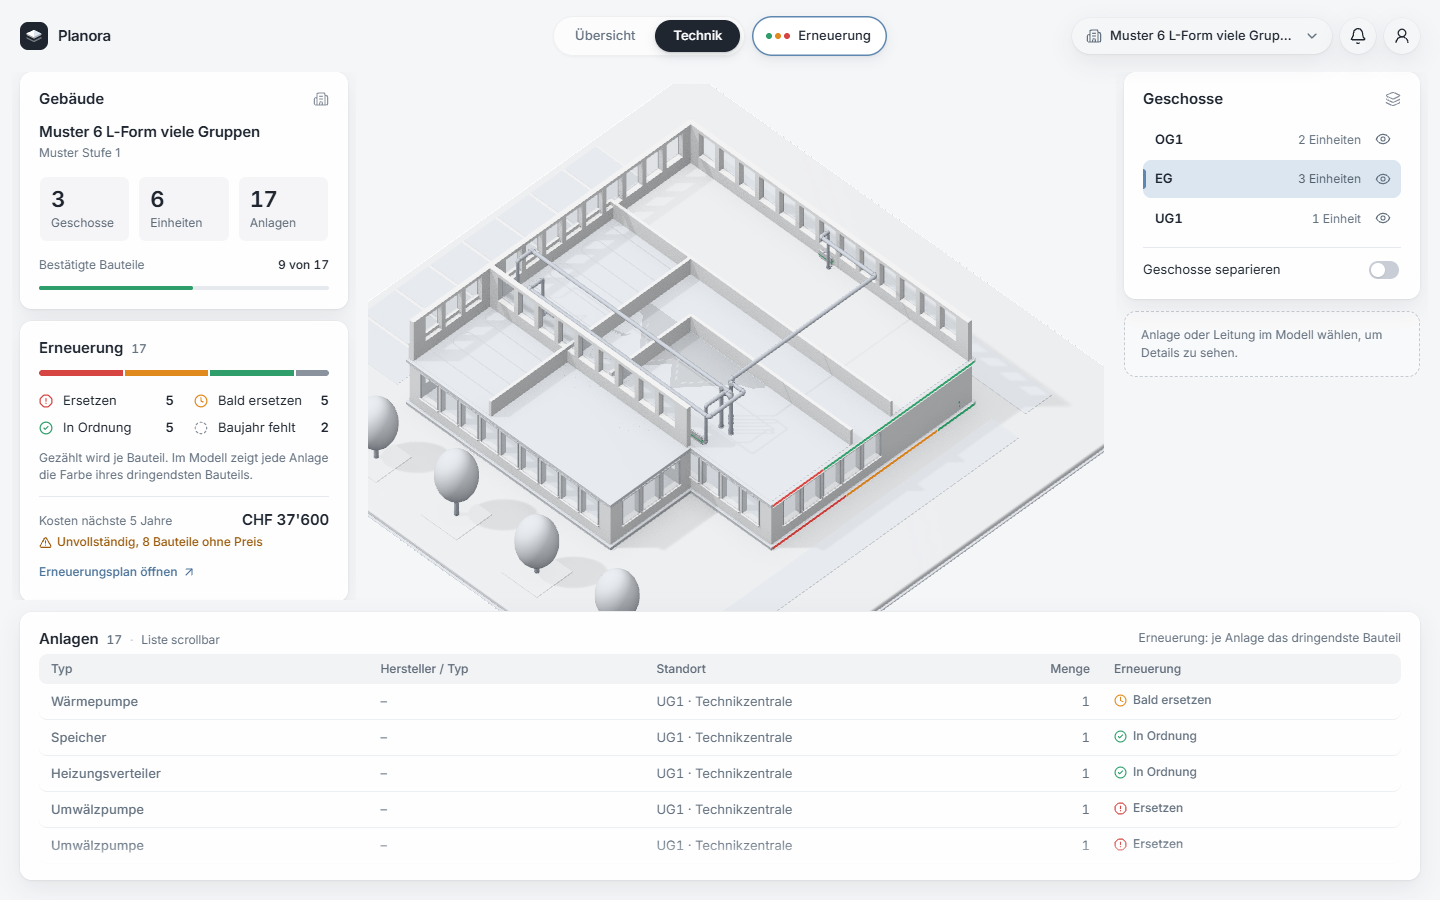 Planora
Übersicht
Technik
Erneuerung
Muster 6 L-Form viele Grup...
Gebäude
Muster 6 L-Form viele Gruppen
Muster Stufe 1
3
Geschosse
6
Einheiten
17
Anlagen
Bestätigte Bauteile
9 von 17
Erneuerung 17
Ersetzen 5
Bald ersetzen 5
In Ordnung 5
Baujahr fehlt 2
Gezählt wird je Bauteil. Im Modell zeigt jede Anlage
die Farbe ihres dringendsten Bauteils.
Kosten nächste 5 Jahre
CHF 37'600
Unvollständig, 8 Bauteile ohne Preis
Erneuerungsplan öffnen
Geschosse
OG1 2 Einheiten
EG 3 Einheiten
UG1 1 Einheit
Geschosse separieren
Anlage oder Leitung im Modell wählen, um
Details zu sehen.
Anlagen 17 · Liste scrollbar
Erneuerung: je Anlage das dringendste Bauteil
Typ Hersteller / Typ Standort Menge Erneuerung
Wärmepumpe – UG1 · Technikzentrale 1 Bald ersetzen
Speicher – UG1 · Technikzentrale 1 In Ordnung
Heizungsverteiler – UG1 · Technikzentrale 1 In Ordnung
Umwälzpumpe – UG1 · Technikzentrale 1 Ersetzen
Umwälzpumpe – UG1 · Technikzentrale 1 Ersetzen